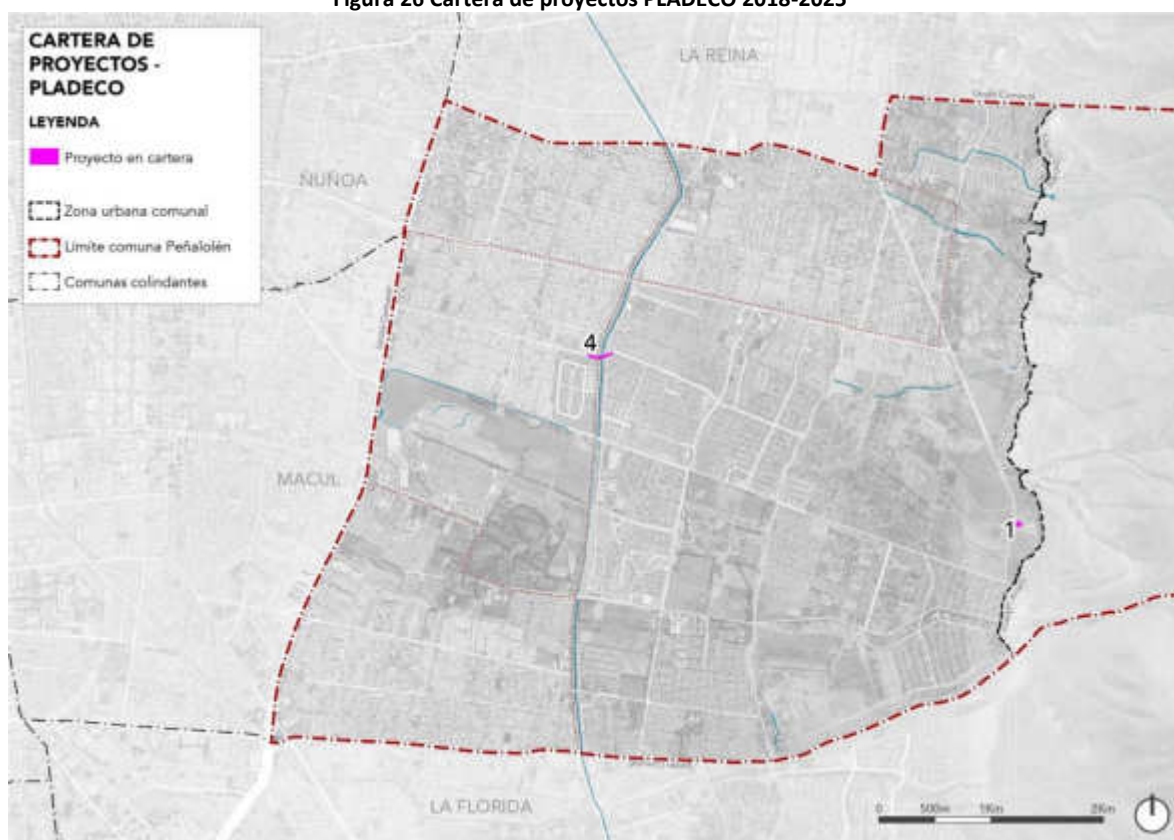 Figura 26 Cartera de proyectos PLADECO 2018-2025
CARTERA DE
PROYECTOS -
PLADECO
LEYENDA
Proyecto en cartera
Zona urbana comunal
Límite comuna Peñalolén
Comunas colindantes
LA REINA
ÑUÑOA
4
MACUL
1
LA FLORIDA
0 500m 1Km 2Km